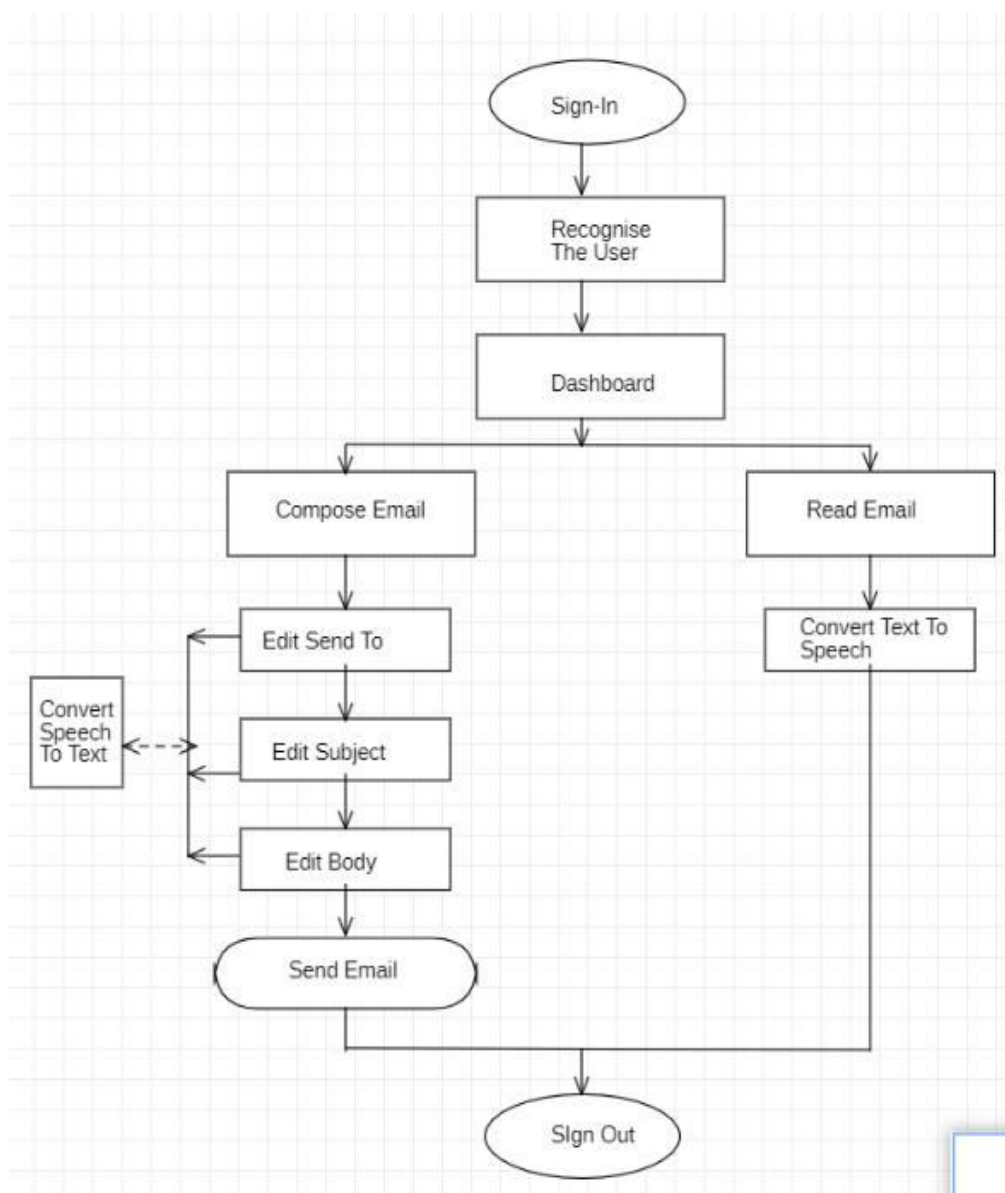 Sign-In
Recognise
The User
Dashboard
Compose Email
Read Email
Edit Send To
Convert Text To
Speech
Convert
Speech
To Text
Edit Subject
Edit Body
Send Email
SIgn Out